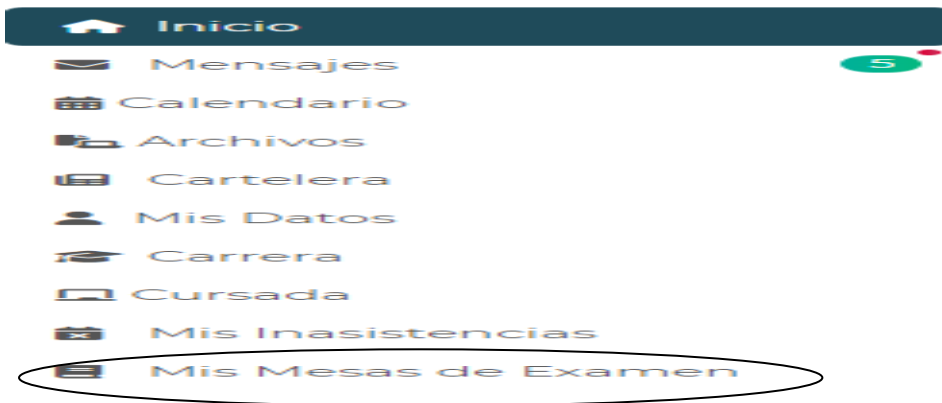 Inicio
Mensajes 5
Calendario
Archivos
Cartelera
Mis Datos
Carrera
Cursada
Mis Inasistencias
Mis Mesas de Examen